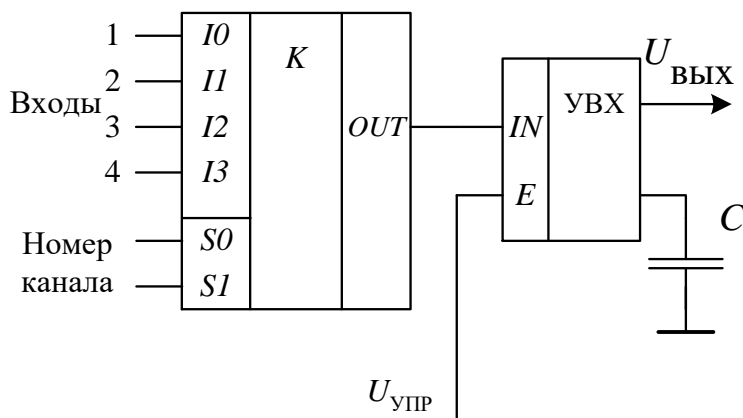 1 I0 K
2 I1
Входы
3 I2 OUT
4 I3
Номер канала
S0
S1
IN УВХ
E
U ВЫХ
C
U УПР